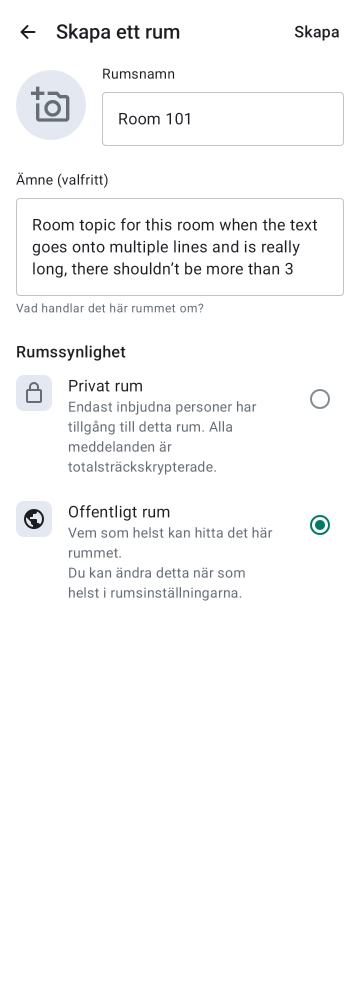 Skapa ett rum
Skapa
Rumsnamn
Room 101
Ämne (valfritt)
Room topic for this room when the text
goes onto multiple lines and is really
long, there shouldn’t be more than 3
Vad handlar det här rummet om?
Rumssynlighet
Privat rum
Endast inbjudna personer har
tillgång till detta rum. Alla
meddelanden är
totalsträckskrypterade.
Offentligt rum
Vem som helst kan hitta det här
rummet.
Du kan ändra detta när som
helst i rumsinställningarna.